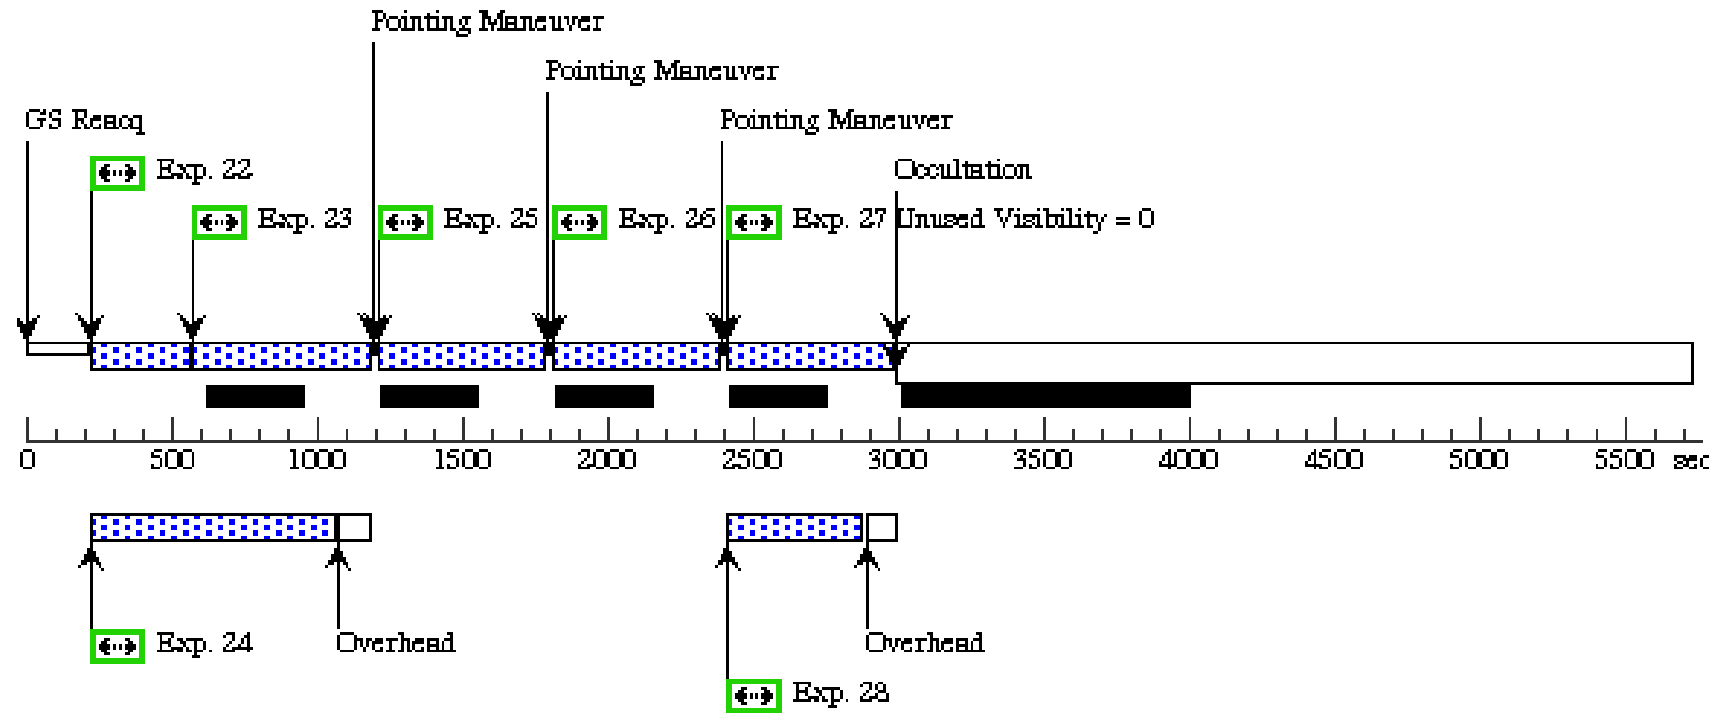 Pointing Maneuver
Pointing Maneuver
GS Reacq
Pointing Maneuver
Exp. 22
Occultation
Exp. 23
Exp. 25
Exp. 26
Exp. 27
Unused Visibility = 0
0 500 1000 1500 2000 2500 3000 3500 4000 4500 5000 5500 sec
Exp. 24
Overhead
Overhead
Exp. 28